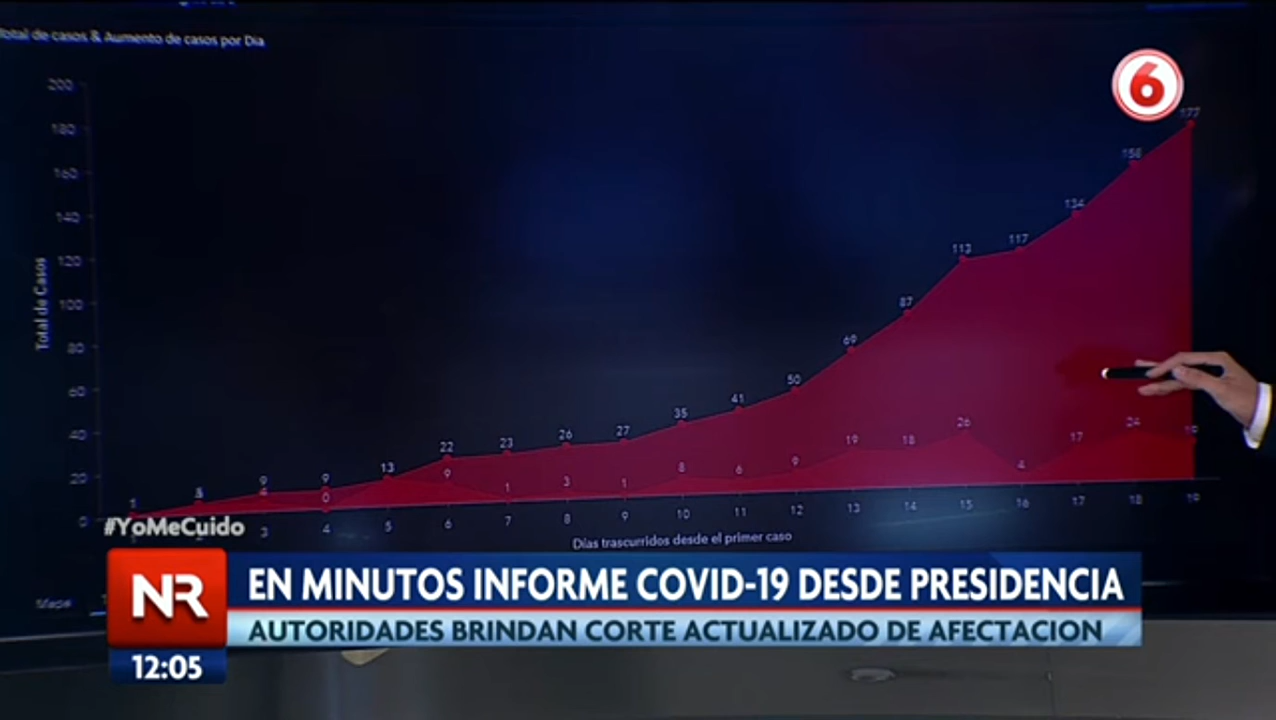 Total de casos & Aumento de casos por Dia
6
200
180
160
140
120
100
80
60
40
20
0
Total de Casos
1 9 9 13 22 23 26 27 35 41 50 69 87 113 117 134 158 177
4 0 9 1 3 1 8 6 9 19 18 26 4 17 24 19
3 4 5 6 7 8 9 10 11 12 13 14 15 16 17 18 19
Días trascurridos desde el primer caso
#YoMeCuido
Mapa
NR
EN MINUTOS INFORME COVID-19 DESDE PRESIDENCIA
AUTORIDADES BRINDAN CORTE ACTUALIZADO DE AFECTACION
12:05